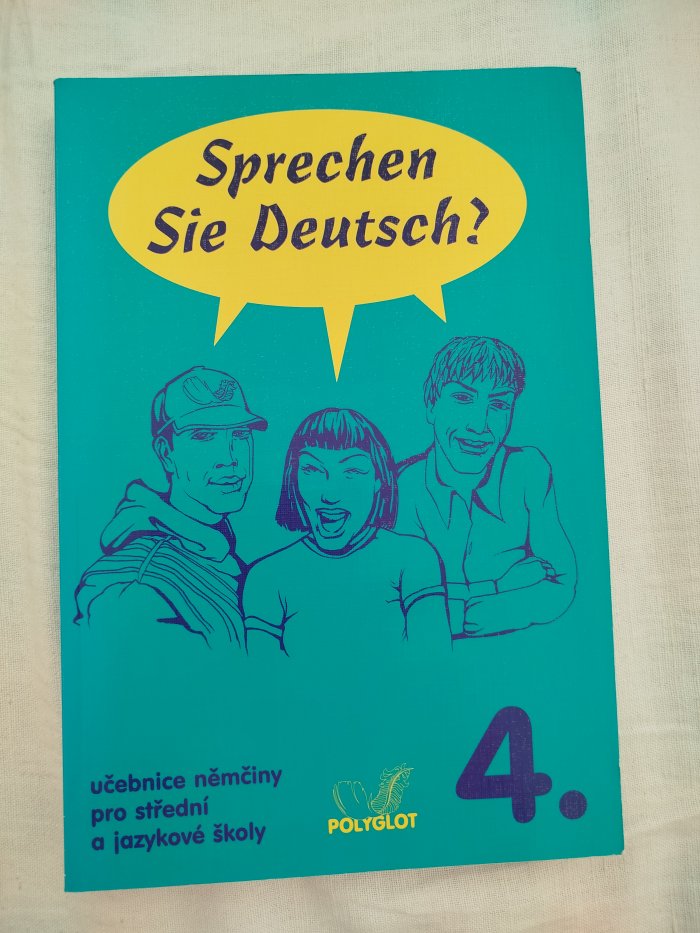 Sprechen
Sie Deutsch?
učebnice němčiny
pro střední
a jazykové školy
POLYGLOT
4.